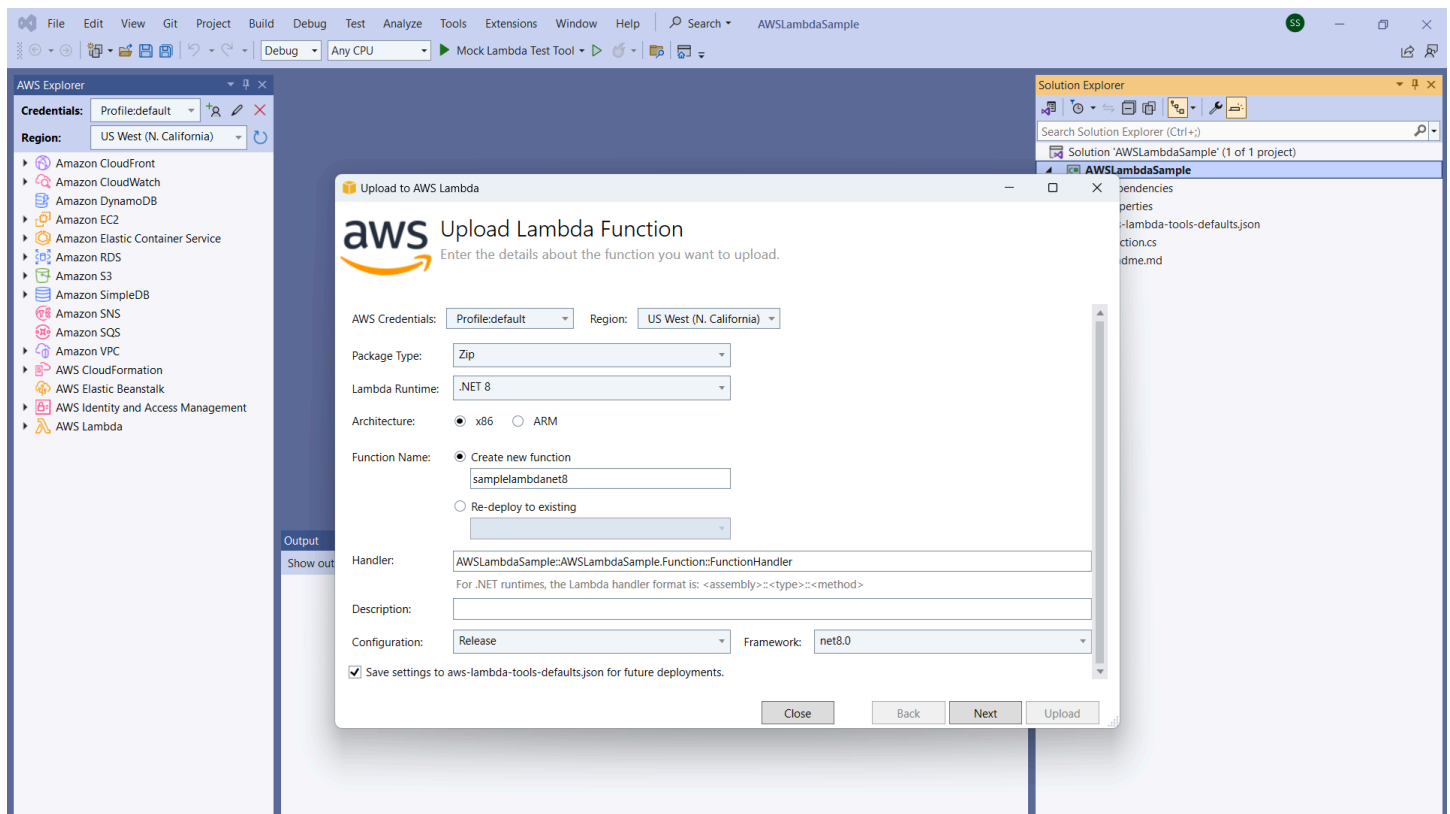 File Edit View Git Project Build Debug Test Analyze Tools Extensions Window Help Search AWSLambdaSample SS
Debug Any CPU Mock Lambda Test Tool
AWS Explorer
Credentials: Profile:default
Region: US West (N. California)
Amazon CloudFront
Amazon CloudWatch
Amazon DynamoDB
Amazon EC2
Amazon Elastic Container Service
Amazon RDS
Amazon S3
Amazon SimpleDB
Amazon SNS
Amazon SQS
Amazon VPC
AWS CloudFormation
AWS Elastic Beanstalk
AWS Identity and Access Management
AWS Lambda
Output
Show out
Upload to AWS Lambda
aws
Upload Lambda Function
Enter the details about the function you want to upload.
AWS Credentials: Profile:default Region: US West (N. California)
Package Type: Zip
Lambda Runtime: .NET 8
Architecture: x86 ARM
Function Name: Create new function
samplelambdanet8
Re-deploy to existing
Handler: AWSLambdaSample::AWSLambdaSample.Function::FunctionHandler
For .NET runtimes, the Lambda handler format is: <assembly>::<type>::<method>
Description:
Configuration: Release Framework: net8.0
Save settings to aws-lambda-tools-defaults.json for future deployments.
Close Back Next Upload
Solution Explorer
Search Solution Explorer (Ctrl+;)
Solution 'AWSLambdaSample' (1 of 1 project)
AWSLambdaSample
pendencies
perties
s-lambda-tools-defaults.json
ction.cs
dme.md